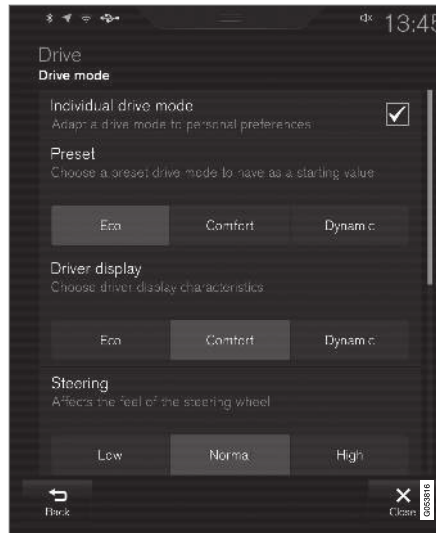 13:45
Drive
Drive mode
Individual drive mode
Adapt a drive mode to personal preferences
Preset
Choose a preset drive mode to have as a starting value
Eco Comfort Dynamic
Driver display
Choose driver display characteristics
Eco Comfort Dynamic
Steering
Affects the feel of the steering wheel
Low Normal High
Back Close
G053816